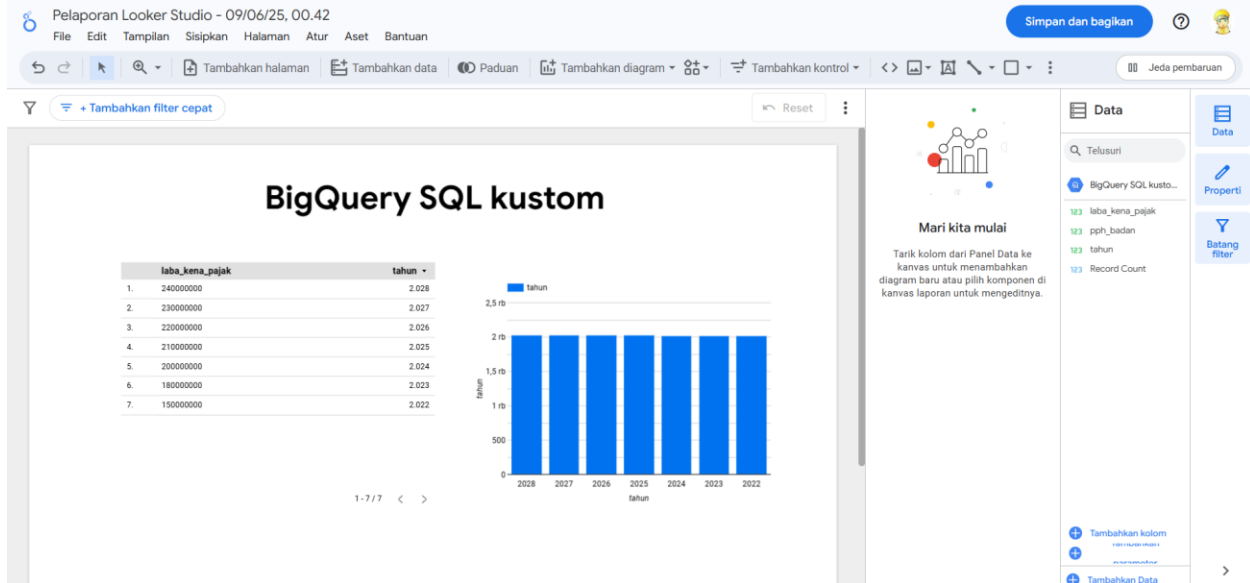 Pelaporan Looker Studio - 09/06/25, 00.42
File Edit Tampilan Sisipkan Halaman Atur Aset Bantuan
Simpan dan bagikan
Tambahkan halaman Tambahkan data Paduan Tambahkan diagram Tambahkan kontrol Jeda pembaruan
+ Tambahkan filter cepat Reset
BigQuery SQL kustom
laba_kena_pajak tahun
1. 240000000 2.028
2. 230000000 2.027
3. 220000000 2.026
4. 210000000 2.025
5. 200000000 2.024
6. 180000000 2.023
7. 150000000 2.022
1 - 7 / 7
tahun
2,5 rb
2 rb
1,5 rb
1 rb
500
0
tahun
2028 2027 2026 2025 2024 2023 2022
tahun
Mari kita mulai
Tarik kolom dari Panel Data ke
kanvas untuk menambahkan
diagram baru atau pilih komponen di
kanvas laporan untuk mengeditnya.
Data
Telusuri
BigQuery SQL kusto...
123 laba_kena_pajak
123 pph_badan
123 tahun
123 Record Count
Tambahkan kolom
Tambahkan
parameter
Tambahkan Data
Data
Properti
Batang
filter